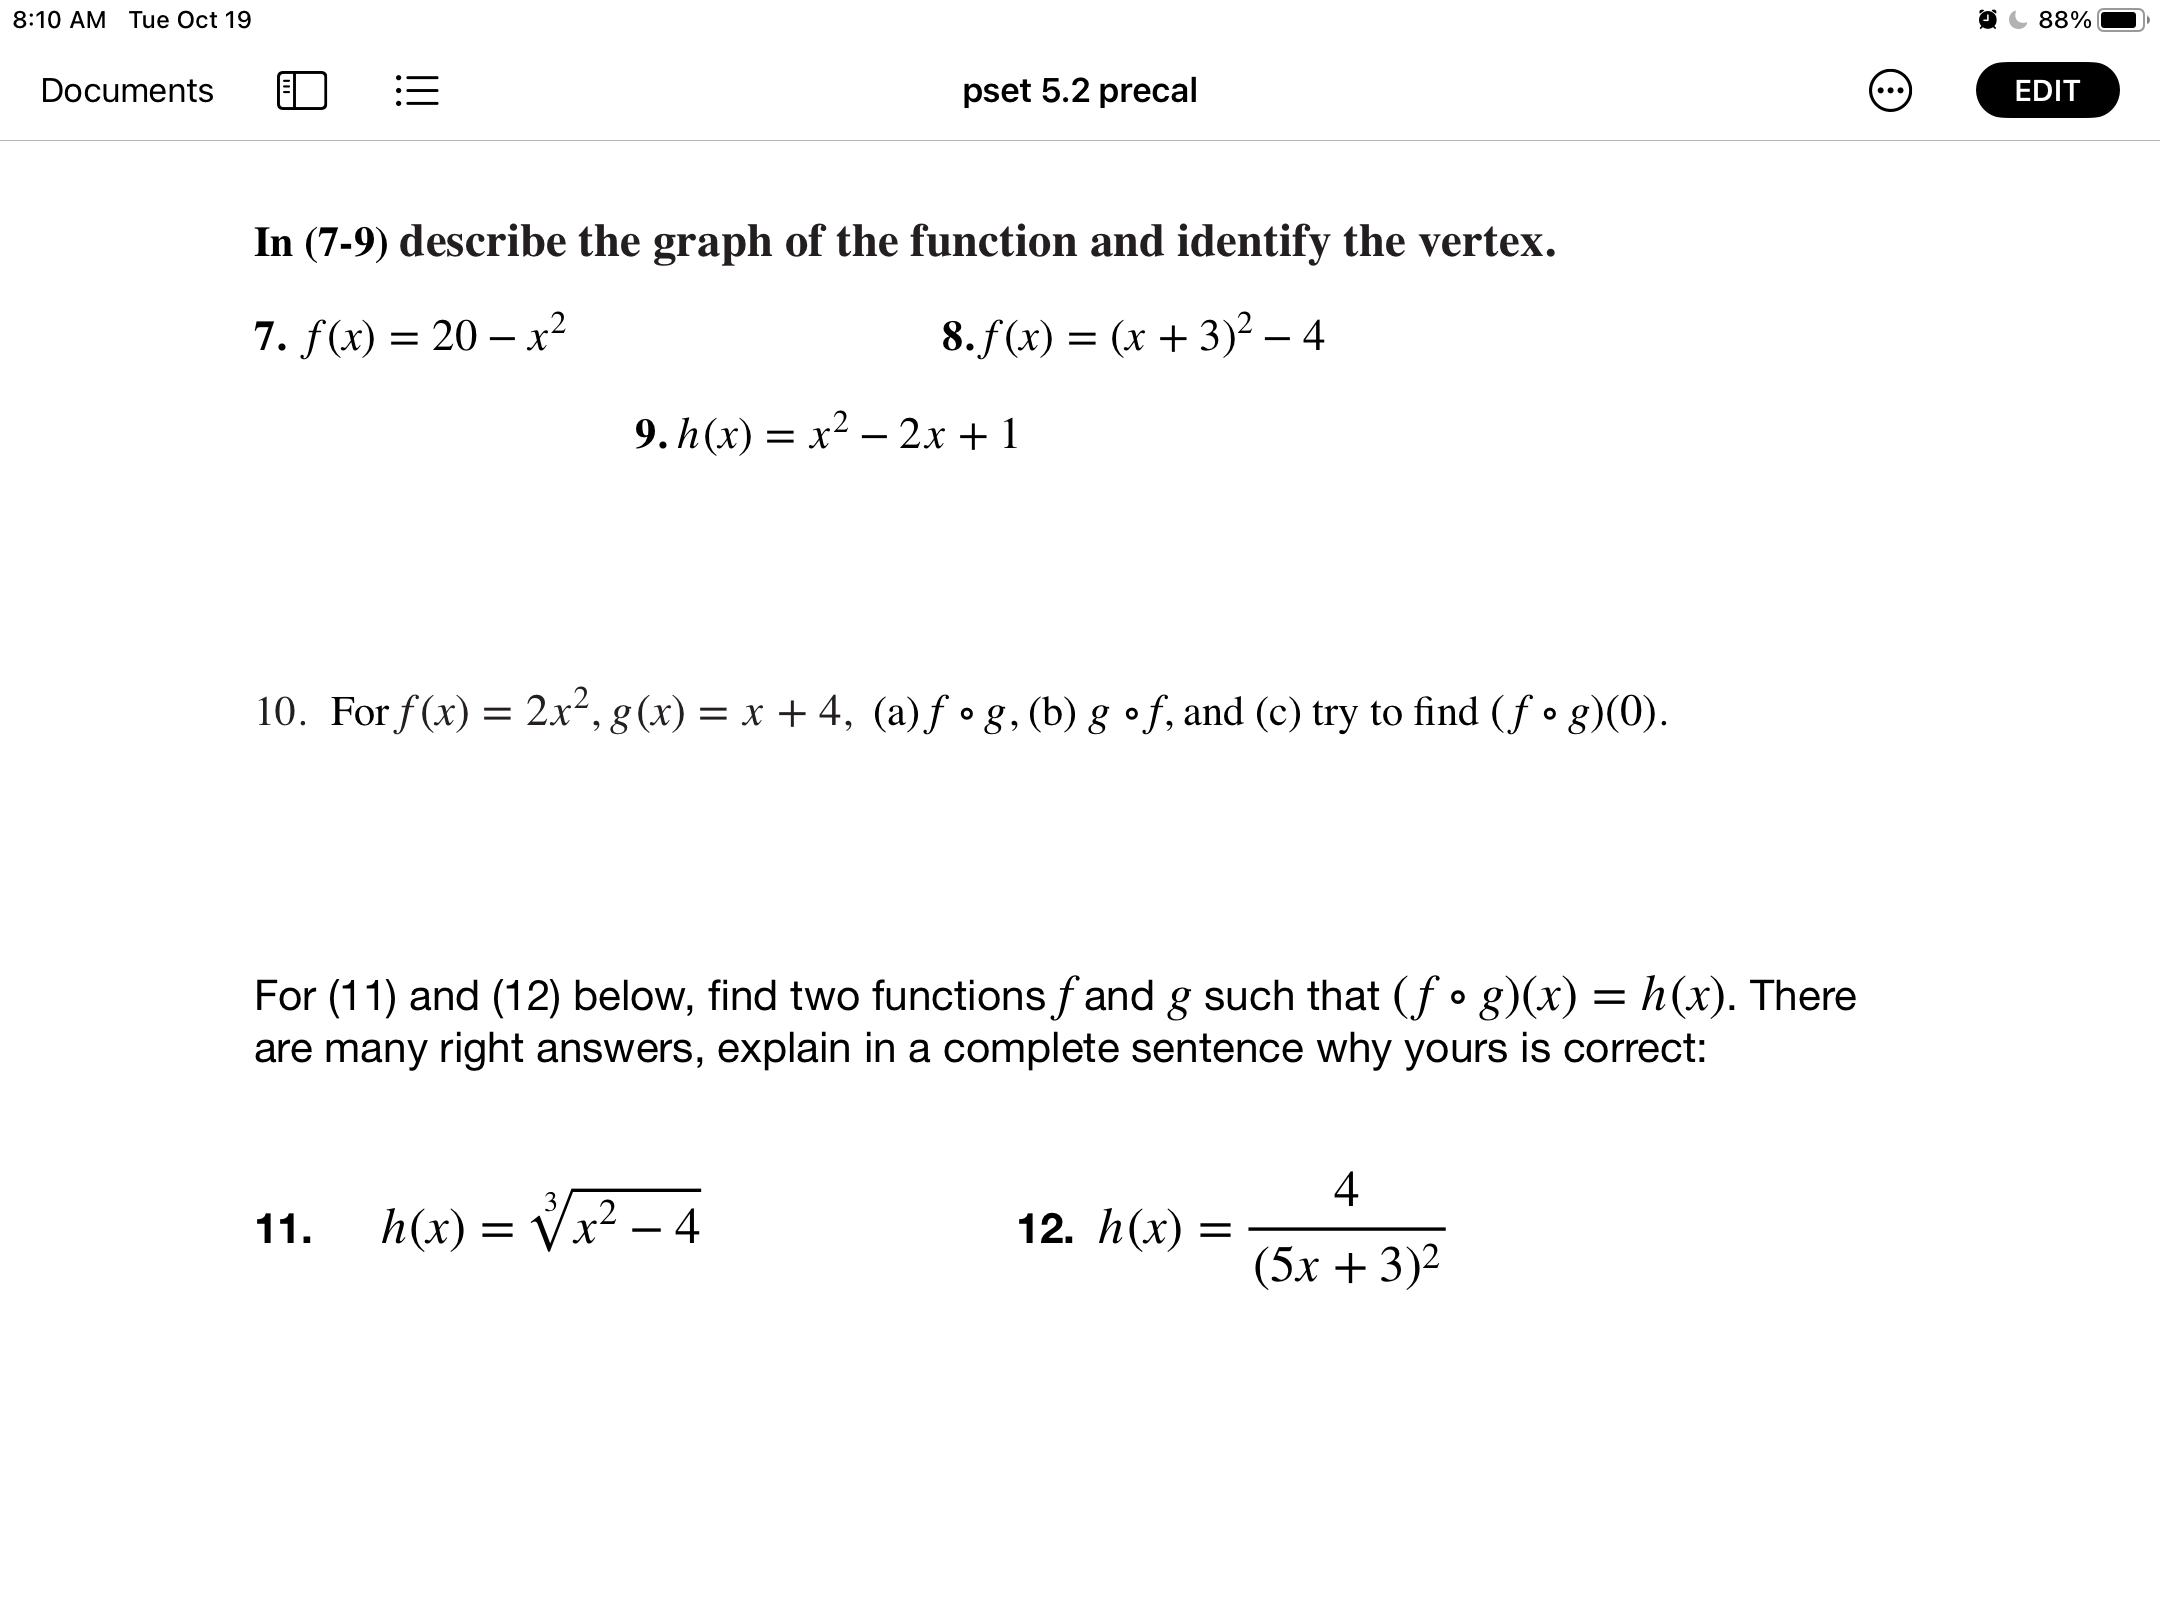 8:10 AM Tue Oct 19 88%
Documents pset 5.2 precal EDIT
In (7-9) describe the graph of the function and identify the vertex.
7. f(x) = 20 − x² 8. f(x) = (x + 3)² − 4
9. h(x) = x² − 2x + 1
10. For f(x) = 2x², g(x) = x + 4, (a) f ∘ g, (b) g ∘ f, and (c) try to find (f ∘ g)(0).
For (11) and (12) below, find two functions f and g such that (f ∘ g)(x) = h(x). There
are many right answers, explain in a complete sentence why yours is correct:
11. h(x) = ∛(x² − 4) 12. h(x) = 4/(5x + 3)²